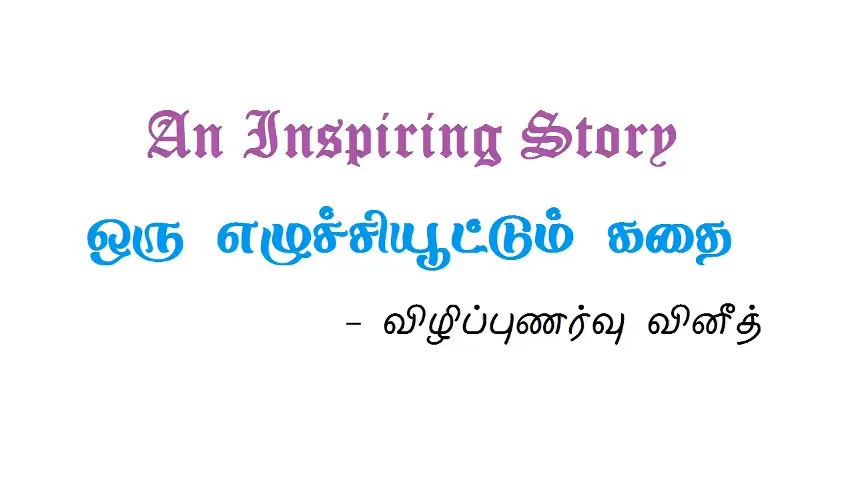 An Inspiring Story
ஒரு எழுச்சியூட்டும் கதை
- விழிப்புணர்வு வினீத்